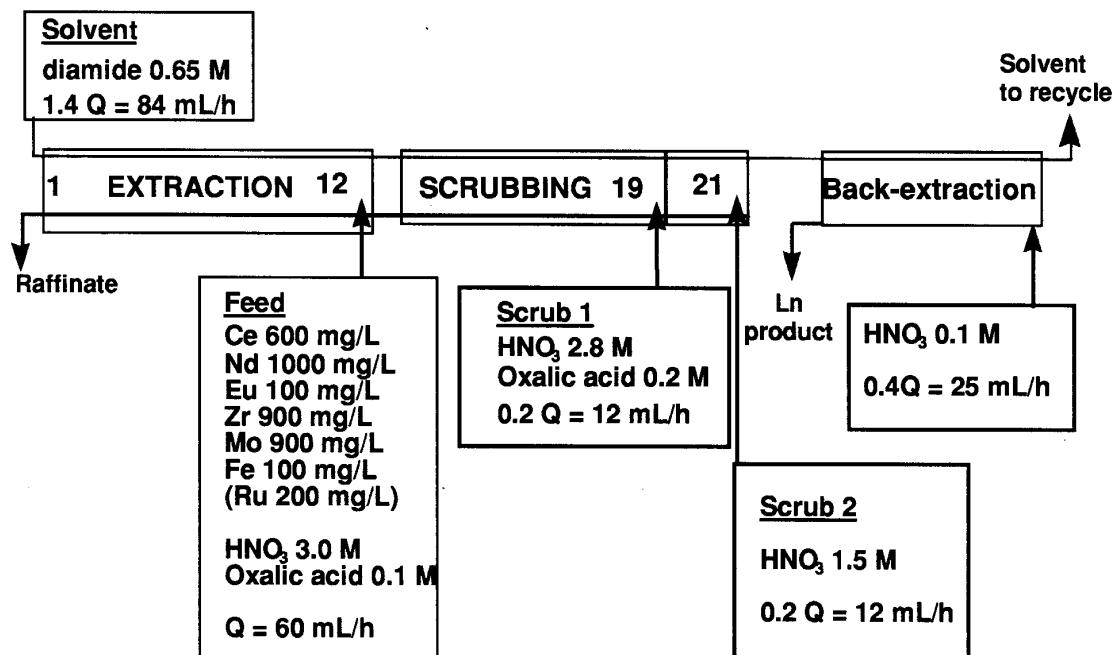 Solvent
diamide 0.65 M
1.4 Q = 84 mL/h
Solvent
to recycle
1 EXTRACTION 12
SCRUBBING 19
21
Back-extraction
Raffinate
Feed
Ce 600 mg/L
Nd 1000 mg/L
Eu 100 mg/L
Zr 900 mg/L
Mo 900 mg/L
Fe 100 mg/L
(Ru 200 mg/L)
HNO₃ 3.0 M
Oxalic acid 0.1 M
Q = 60 mL/h
Scrub 1
HNO₃ 2.8 M
Oxalic acid 0.2 M
0.2 Q = 12 mL/h
Ln
product
HNO₃ 0.1 M
0.4Q = 25 mL/h
Scrub 2
HNO₃ 1.5 M
0.2 Q = 12 mL/h